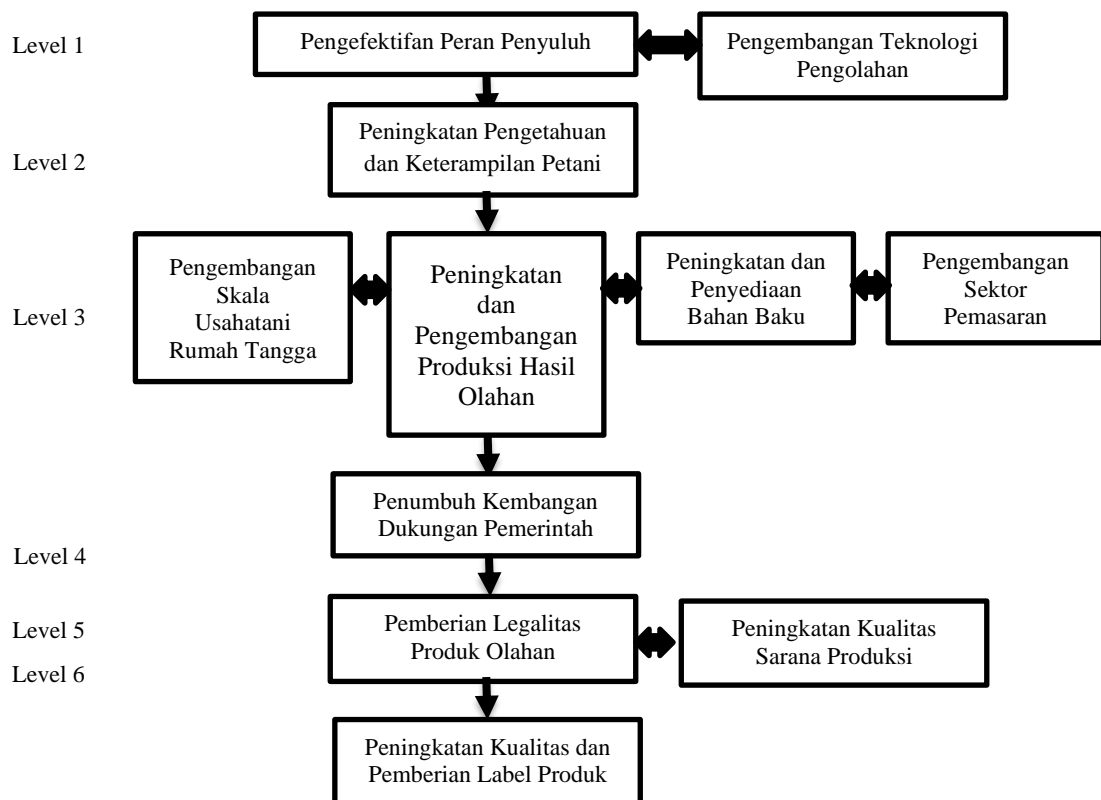 Level 1
Pengefektifan Peran Penyuluh
Pengembangan Teknologi
Pengolahan
Level 2
Peningkatan Pengetahuan
dan Keterampilan Petani
Level 3
Pengembangan
Skala
Usahatani
Rumah Tangga
Peningkatan
dan
Pengembangan
Produksi Hasil
Olahan
Peningkatan dan
Penyediaan
Bahan Baku
Pengembangan
Sektor
Pemasaran
Penumbuh Kembangan
Dukungan Pemerintah
Level 4
Level 5
Pemberian Legalitas
Produk Olahan
Peningkatan Kualitas
Sarana Produksi
Level 6
Peningkatan Kualitas dan
Pemberian Label Produk